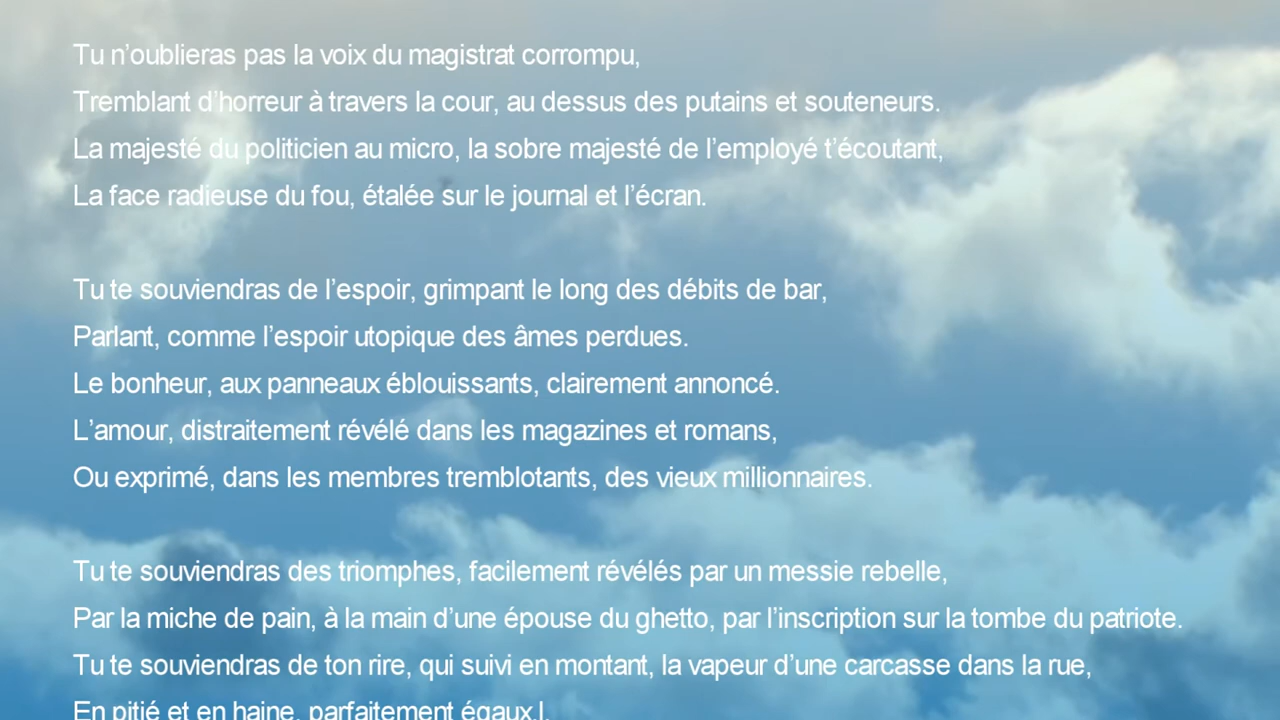 Tu n’oublieras pas la voix du magistrat corrompu,
Tremblant d’horreur à travers la cour, au dessus des putains et souteneurs.
La majesté du politicien au micro, la sobre majesté de l’employé t’écoutant,
La face radieuse du fou, étalée sur le journal et l’écran.
Tu te souviendras de l’espoir, grimpant le long des débits de bar,
Parlant, comme l’espoir utopique des âmes perdues.
Le bonheur, aux panneaux éblouissants, clairement annoncé.
L’amour, distraitement révélé dans les magazines et romans,
Ou exprimé, dans les membres tremblotants, des vieux millionnaires.
Tu te souviendras des triomphes, facilement révélés par un messie rebelle,
Par la miche de pain, à la main d’une épouse du ghetto, par l’inscription sur la tombe du patriote.
Tu te souviendras de ton rire, qui suivi en montant, la vapeur d’une carcasse dans la rue,
En pitié et en haine, parfaitement égaux.l.